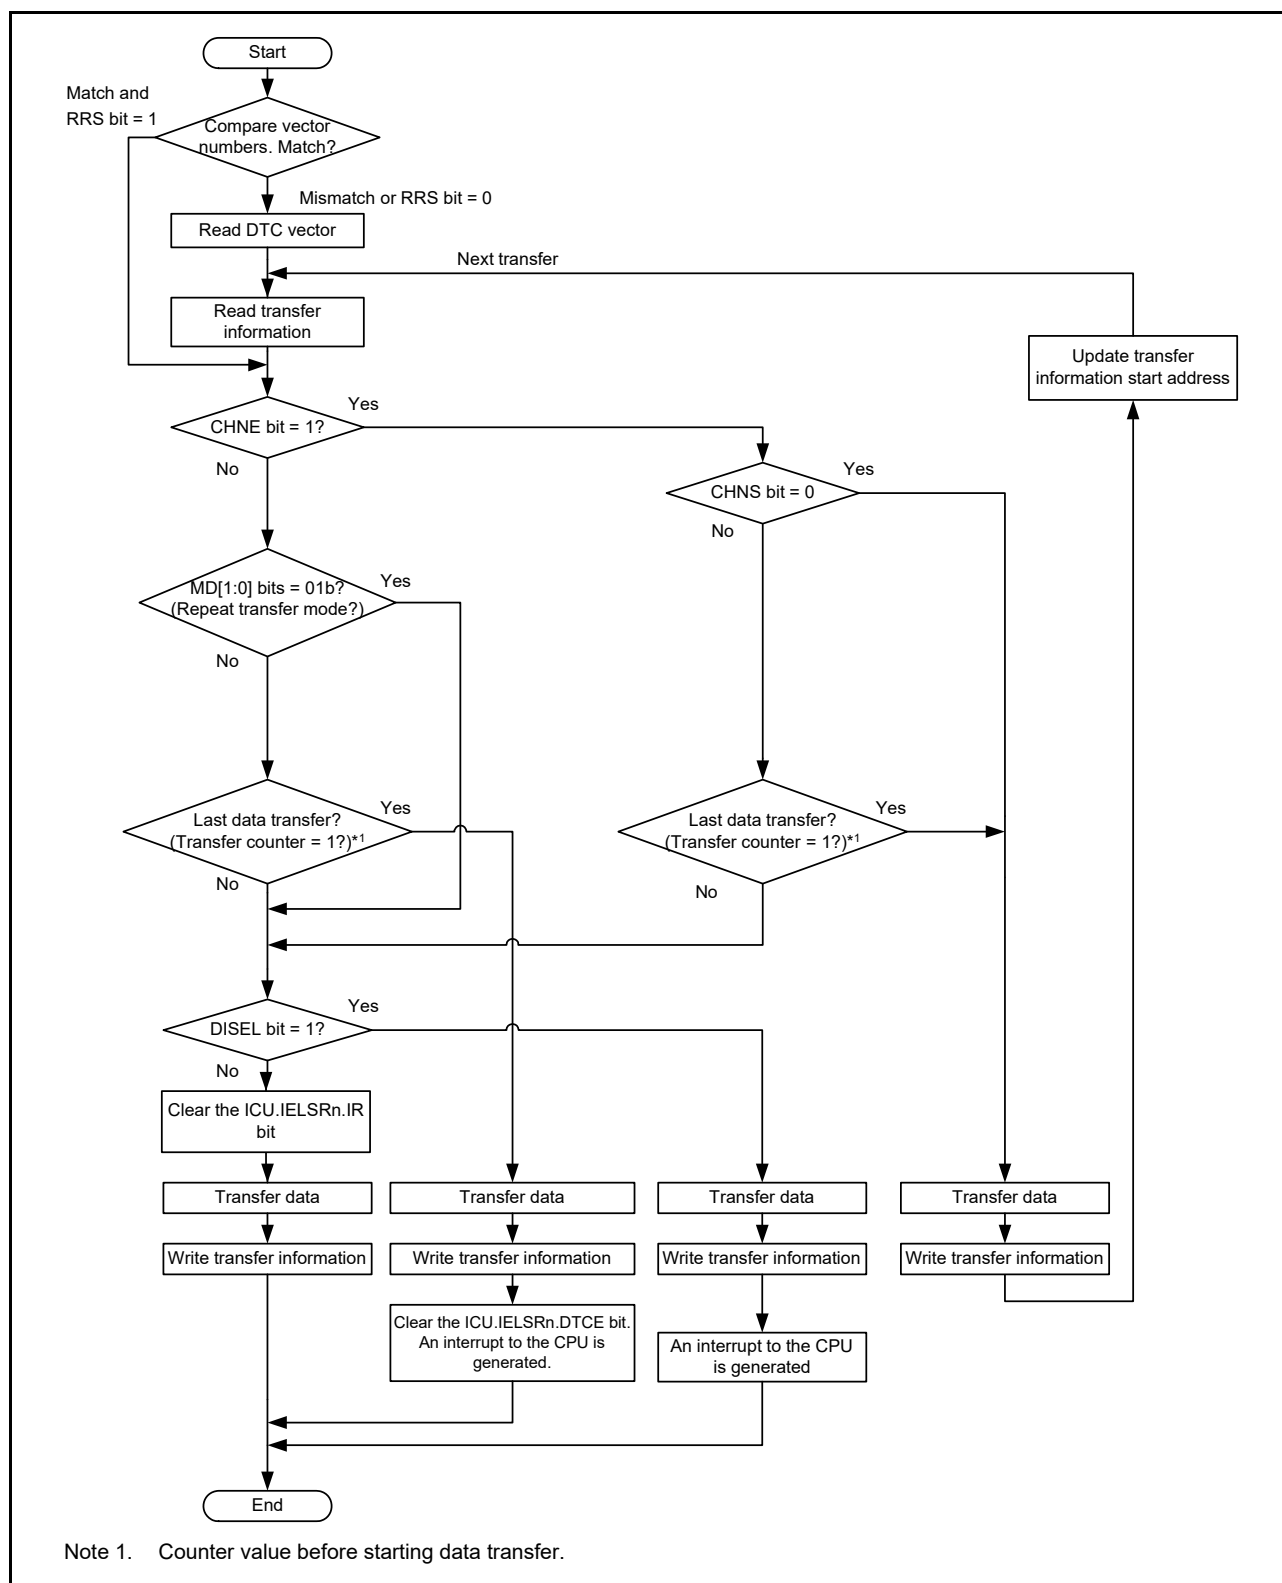 Start
Match and
RRS bit = 1
Compare vector
numbers. Match?
Mismatch or RRS bit = 0
Read DTC vector
Next transfer
Read transfer
information
Update transfer
information start address
CHNE bit = 1?
Yes
No
CHNS bit = 0
Yes
No
MD[1:0] bits = 01b?
(Repeat transfer mode?)
Yes
No
Last data transfer?
(Transfer counter = 1?)*1
Yes
No
Last data transfer?
(Transfer counter = 1?)*1
Yes
No
DISEL bit = 1?
Yes
No
Clear the ICU.IELSRn.IR
bit
Transfer data
Transfer data
Transfer data
Transfer data
Write transfer information
Write transfer information
Write transfer information
Write transfer information
Clear the ICU.IELSRn.DTCE bit.
An interrupt to the CPU is
generated.
An interrupt to the CPU
is generated
End
Note 1. Counter value before starting data transfer.